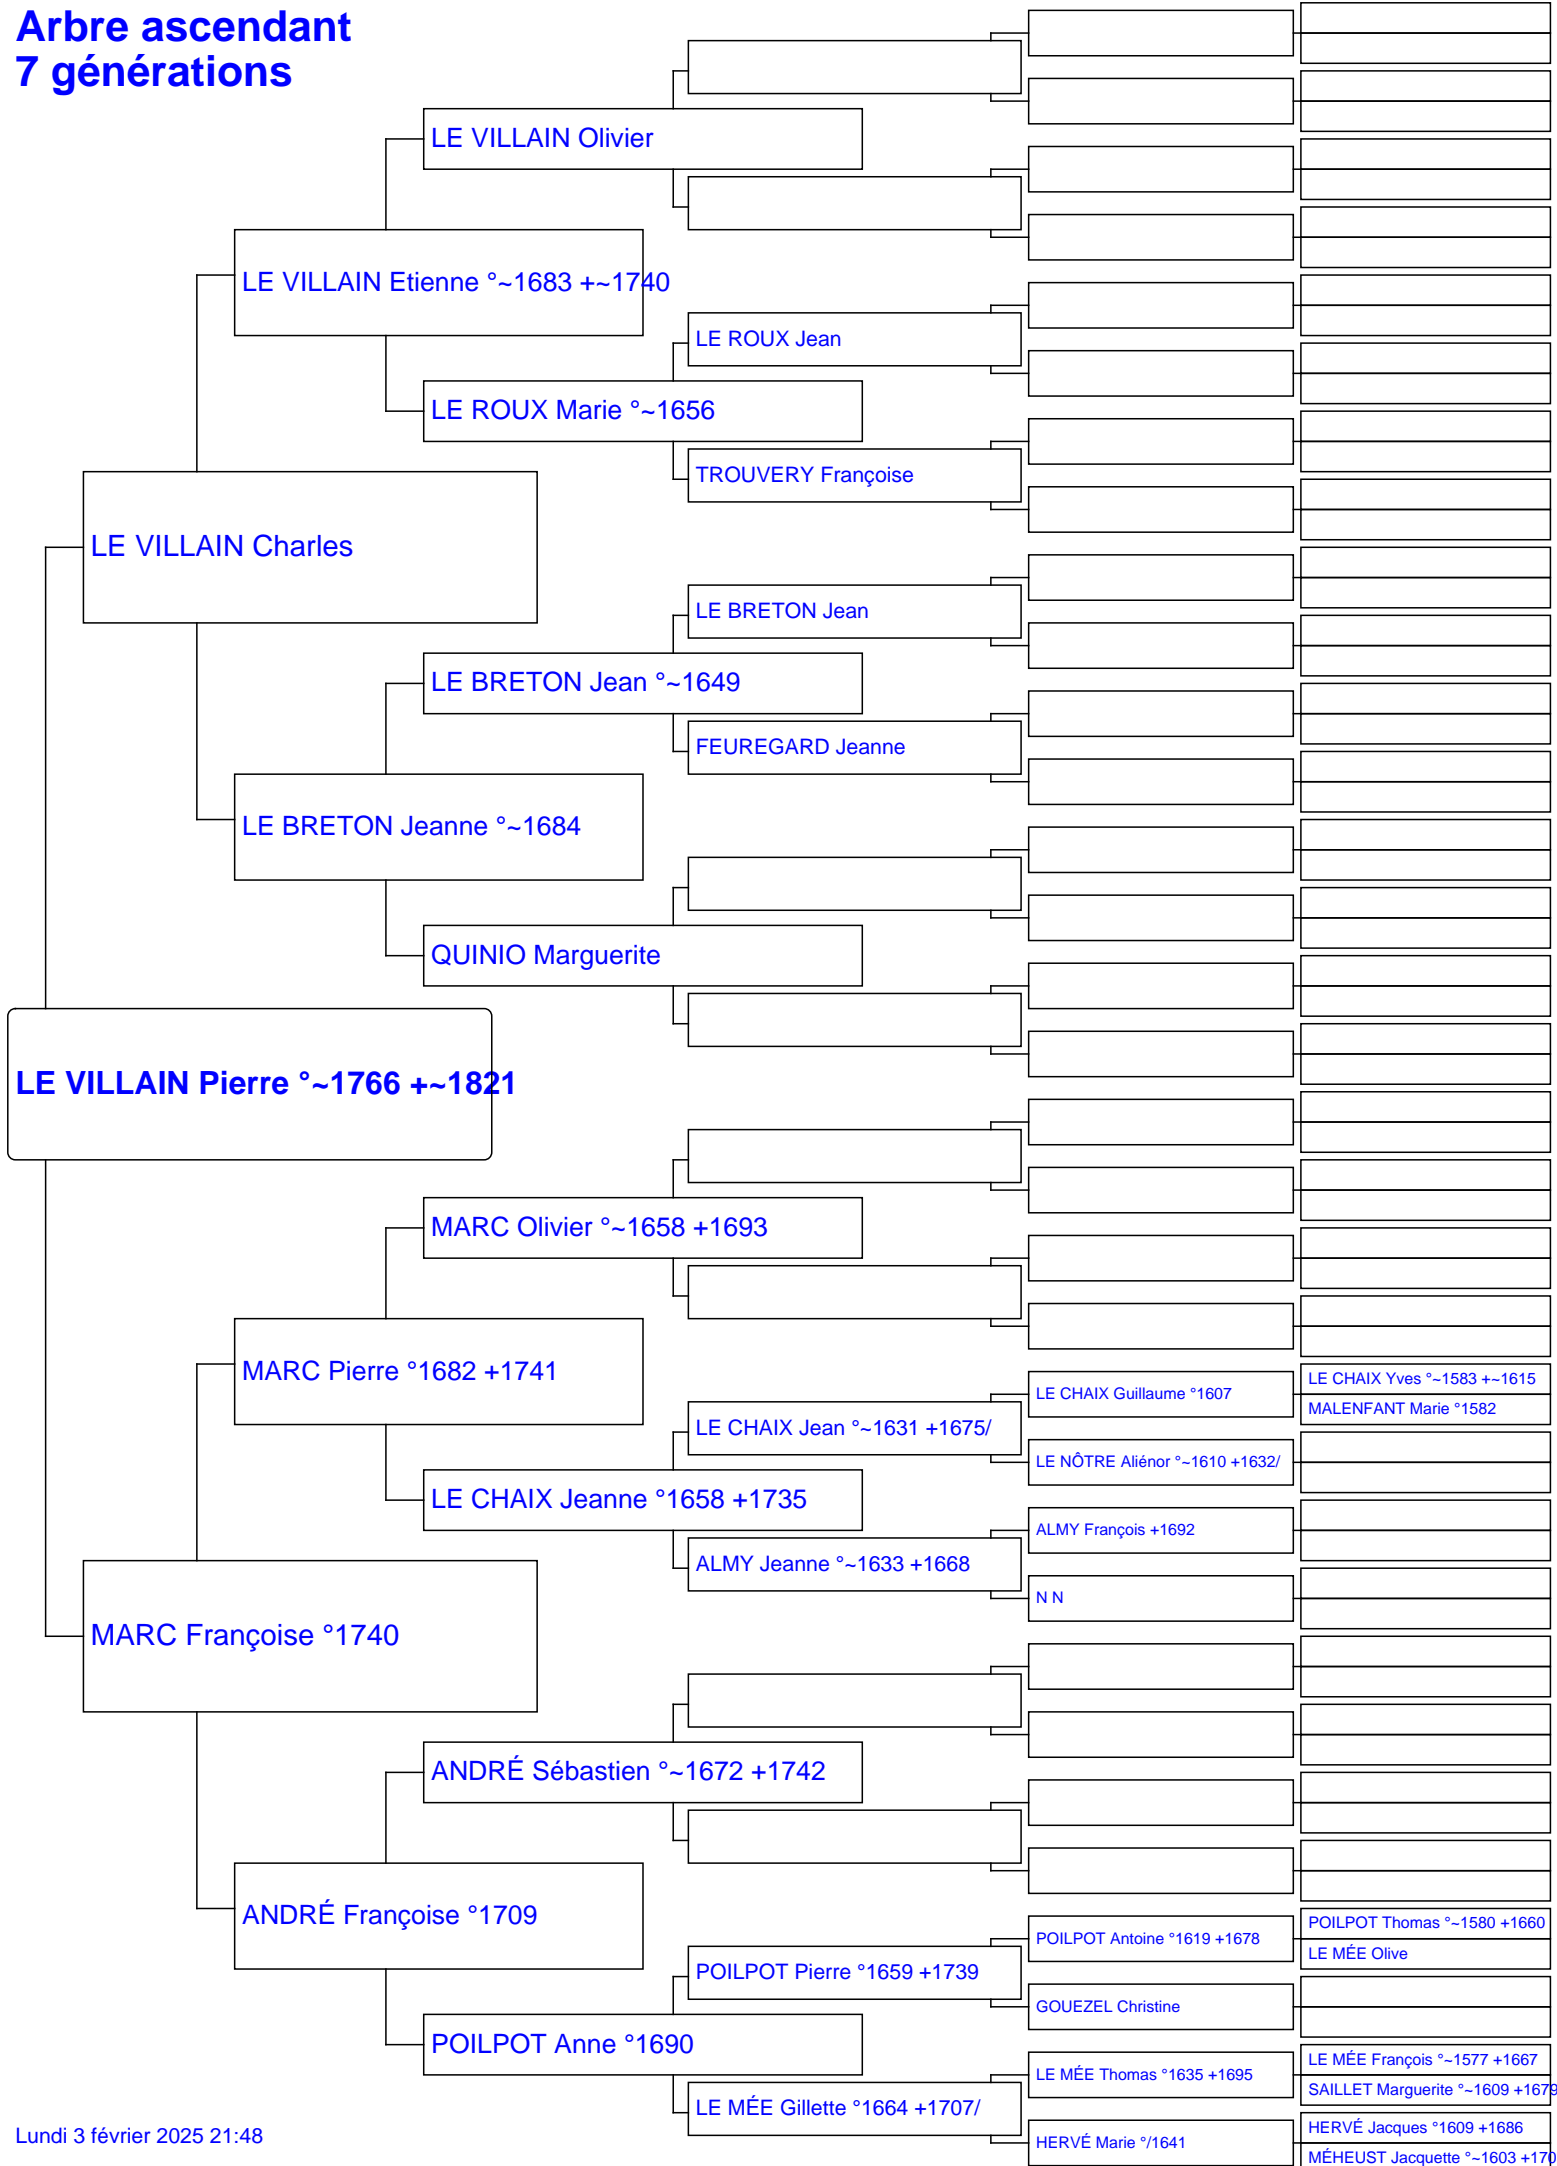 Arbre ascendant
7 générations
LE VILLAIN Olivier
LE VILLAIN Etienne °~1683 +~1740
LE ROUX Jean
LE ROUX Marie °~1656
TROUVERY Françoise
LE VILLAIN Charles
LE BRETON Jean
LE BRETON Jean °~1649
FEUREGARD Jeanne
LE BRETON Jeanne °~1684
QUINIO Marguerite
LE VILLAIN Pierre °~1766 +~1821
MARC Olivier °~1658 +1693
MARC Pierre °1682 +1741
LE CHAIX Yves °~1583 +~1615
LE CHAIX Guillaume °1607
MALENFANT Marie °1582
LE CHAIX Jean °~1631 +1675/
LE NÔTRE Aliénor °~1610 +1632/
LE CHAIX Jeanne °1658 +1735
ALMY François +1692
ALMY Jeanne °~1633 +1668
N N
MARC Françoise °1740
ANDRÉ Sébastien °~1672 +1742
ANDRÉ Françoise °1709
POILPOT Thomas °~1580 +1660
POILPOT Antoine °1619 +1678
LE MÉE Olive
POILPOT Pierre °1659 +1739
GOUEZEL Christine
POILPOT Anne °1690
LE MÉE François °~1577 +1667
LE MÉE Thomas °1635 +1695
SAILLET Marguerite °~1609 +1679
LE MÉE Gillette °1664 +1707/
HERVÉ Jacques °1609 +1686
HERVÉ Marie °/1641
MÉHEUST Jacquette °~1603 +170
Lundi 3 février 2025 21:48